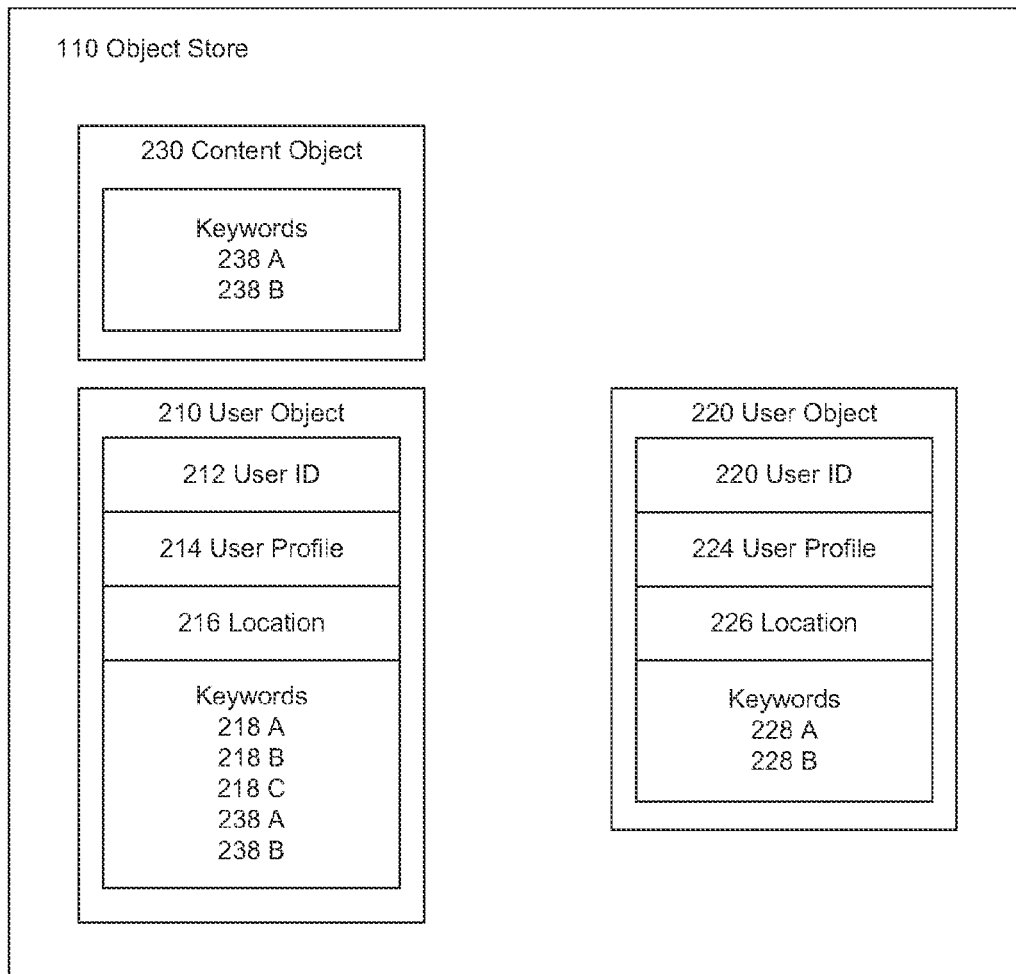 110 Object Store
230 Content Object
Keywords
238 A
238 B
210 User Object
212 User ID
214 User Profile
216 Location
Keywords
218 A
218 B
218 C
238 A
238 B
220 User Object
220 User ID
224 User Profile
226 Location
Keywords
228 A
228 B